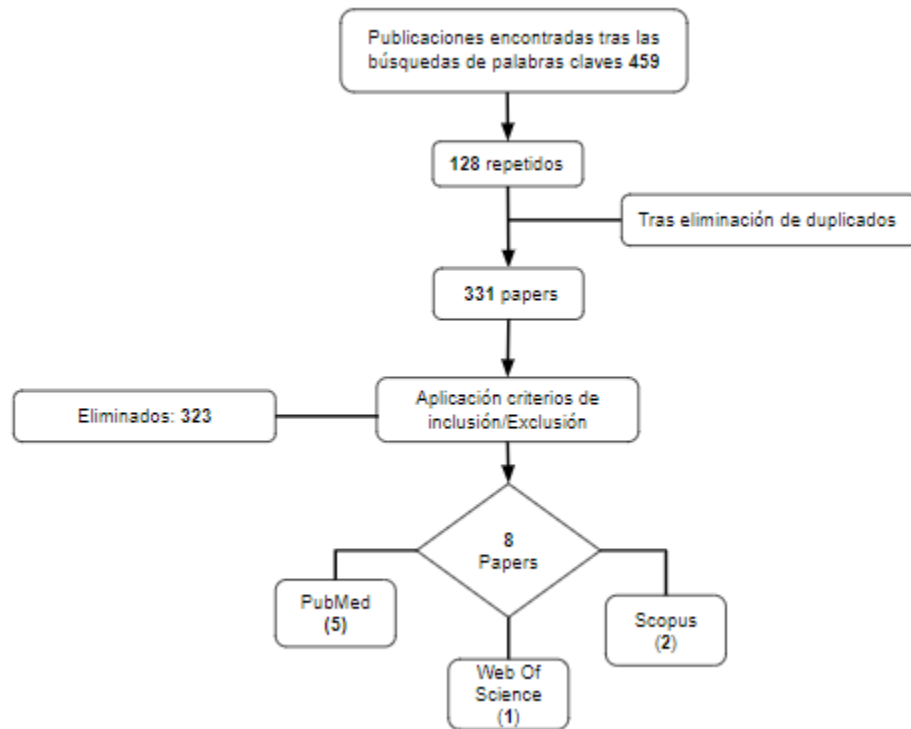 Publicaciones encontradas tras las
búsquedas de palabras claves 459
128 repetidos
Tras eliminación de duplicados
331 papers
Aplicación criterios de
inclusión/Exclusión
Eliminados: 323
8
Papers
PubMed
(5)
Scopus
(2)
Web Of
Science
(1)